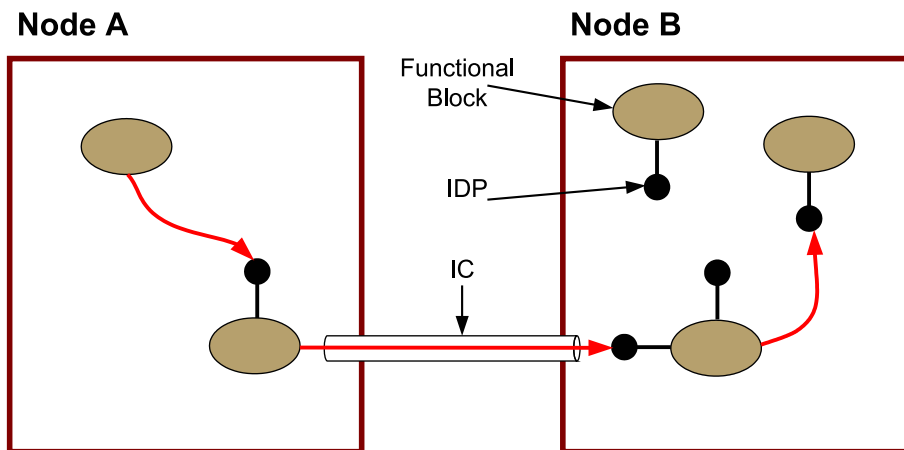 Node A
Node B
Functional
Block
IDP
IC